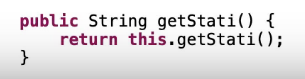 public String getStati() {
    return this.getStati();
}